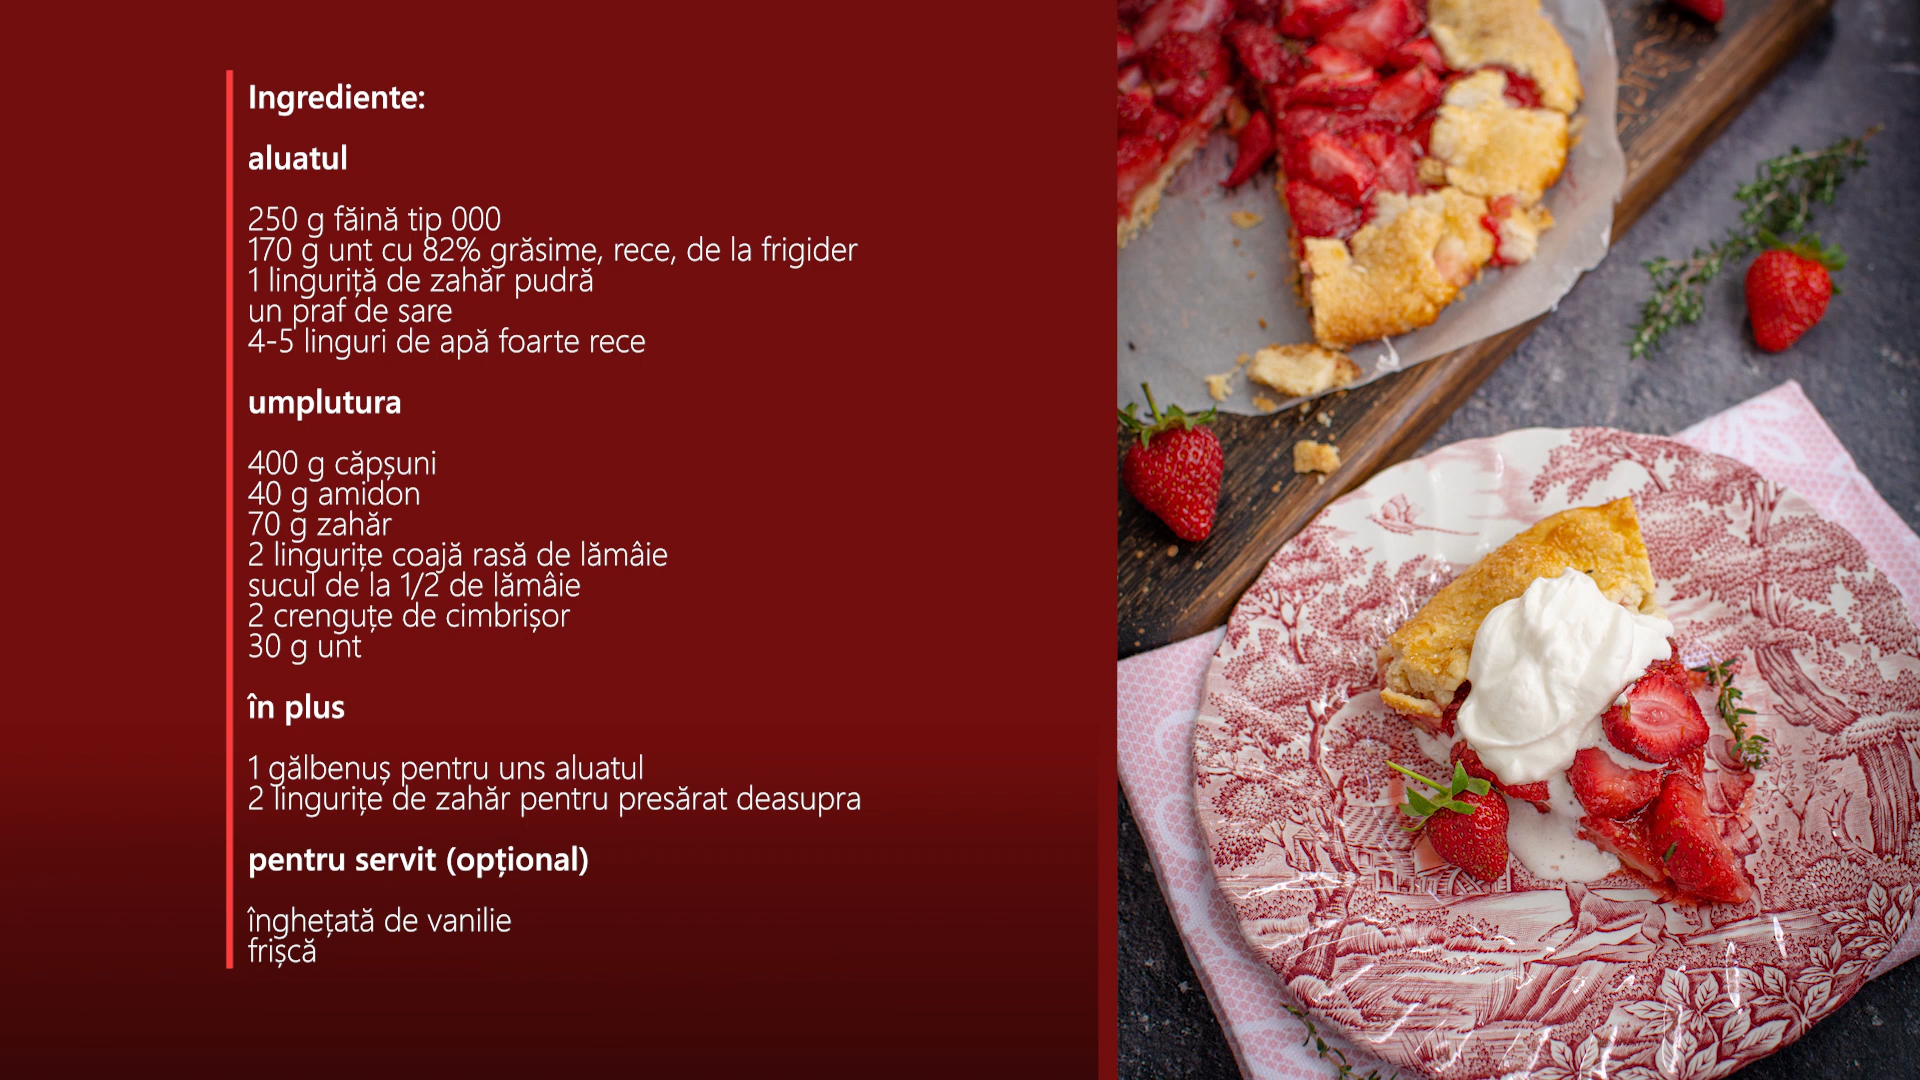 Ingrediente:
aluatul
250 g făină tip 000
170 g unt cu 82% grăsime, rece, de la frigider
1 linguriță de zahăr pudră
un praf de sare
4-5 linguri de apă foarte rece
umplutura
400 g căpșuni
40 g amidon
70 g zahăr
2 lingurițe coajă rasă de lămâie
sucul de la 1/2 de lămâie
2 crenguțe de cimbrișor
30 g unt
în plus
1 gălbenuș pentru uns aluatul
2 lingurițe de zahăr pentru presărat deasupra
pentru servit (opțional)
înghețată de vanilie
frișcă